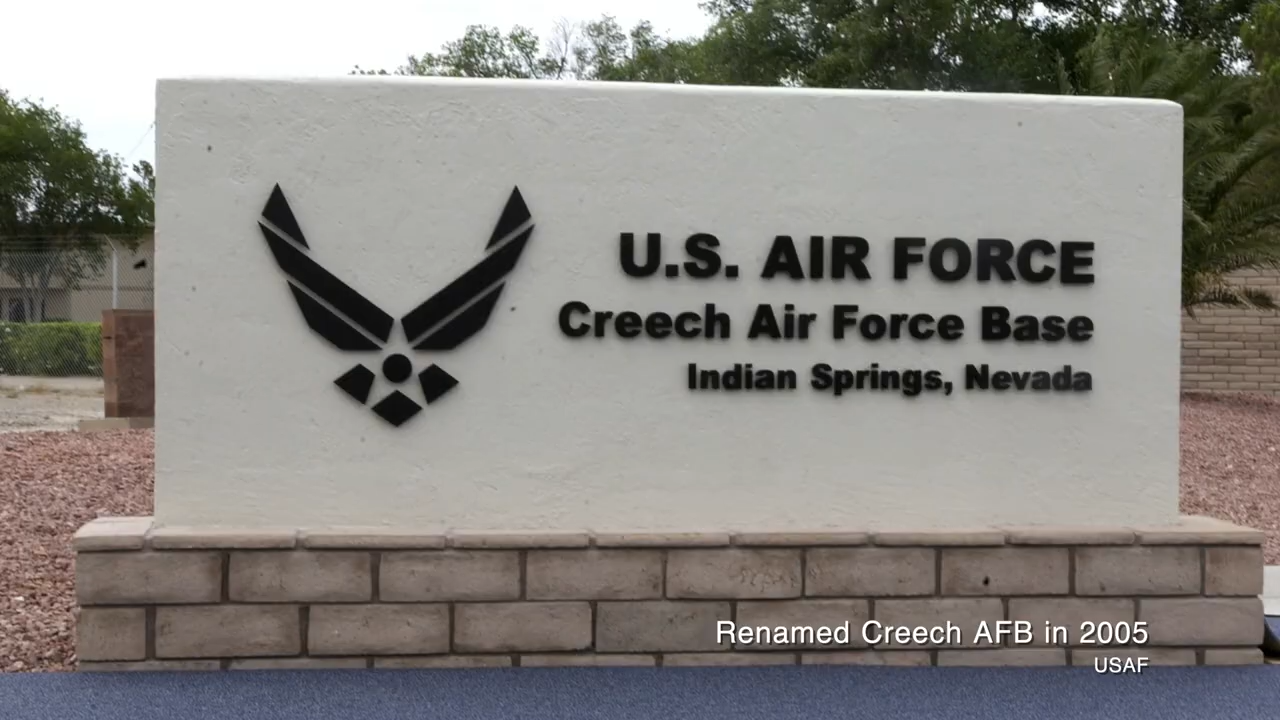 U.S. AIR FORCE
Creech Air Force Base
Indian Springs, Nevada
Renamed Creech AFB in 2005
USAF